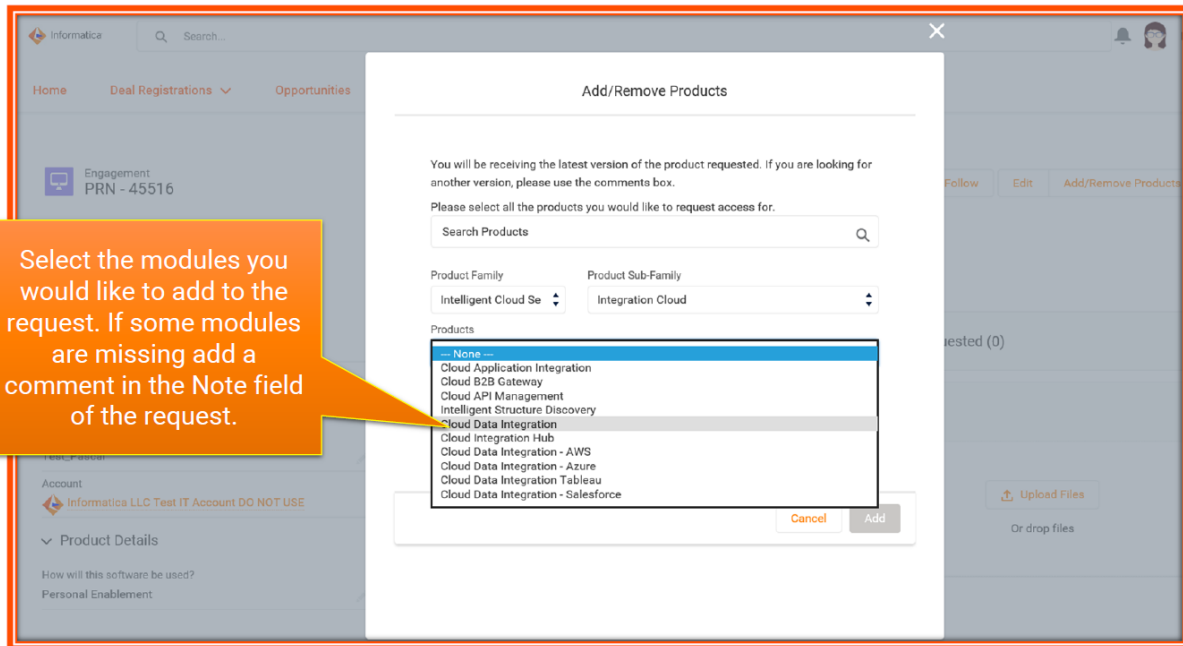 Informatica
Search...
Home
Deal Registrations
Opportunities
Add/Remove Products
You will be receiving the latest version of the product requested. If you are looking for
another version, please use the comments box.
Please select all the products you would like to request access for.
Search Products
Product Family
Product Sub-Family
Intelligent Cloud Se
Integration Cloud
Products
--- None ---
Cloud Application Integration
Cloud B2B Gateway
Cloud API Management
Intelligent Structure Discovery
Cloud Data Integration
Cloud Integration Hub
Cloud Data Integration - AWS
Cloud Data Integration - Azure
Cloud Data Integration Tableau
Cloud Data Integration - Salesforce
Cancel
Add
Engagement
PRN - 45516
Follow
Edit
Add/Remove Products
Select the modules you
would like to add to the
request. If some modules
are missing add a
comment in the Note field
of the request.
(0)
Account
Informatica LLC Test IT Account DO NOT USE
Upload Files
Or drop files
Product Details
How will this software be used?
Personal Enablement